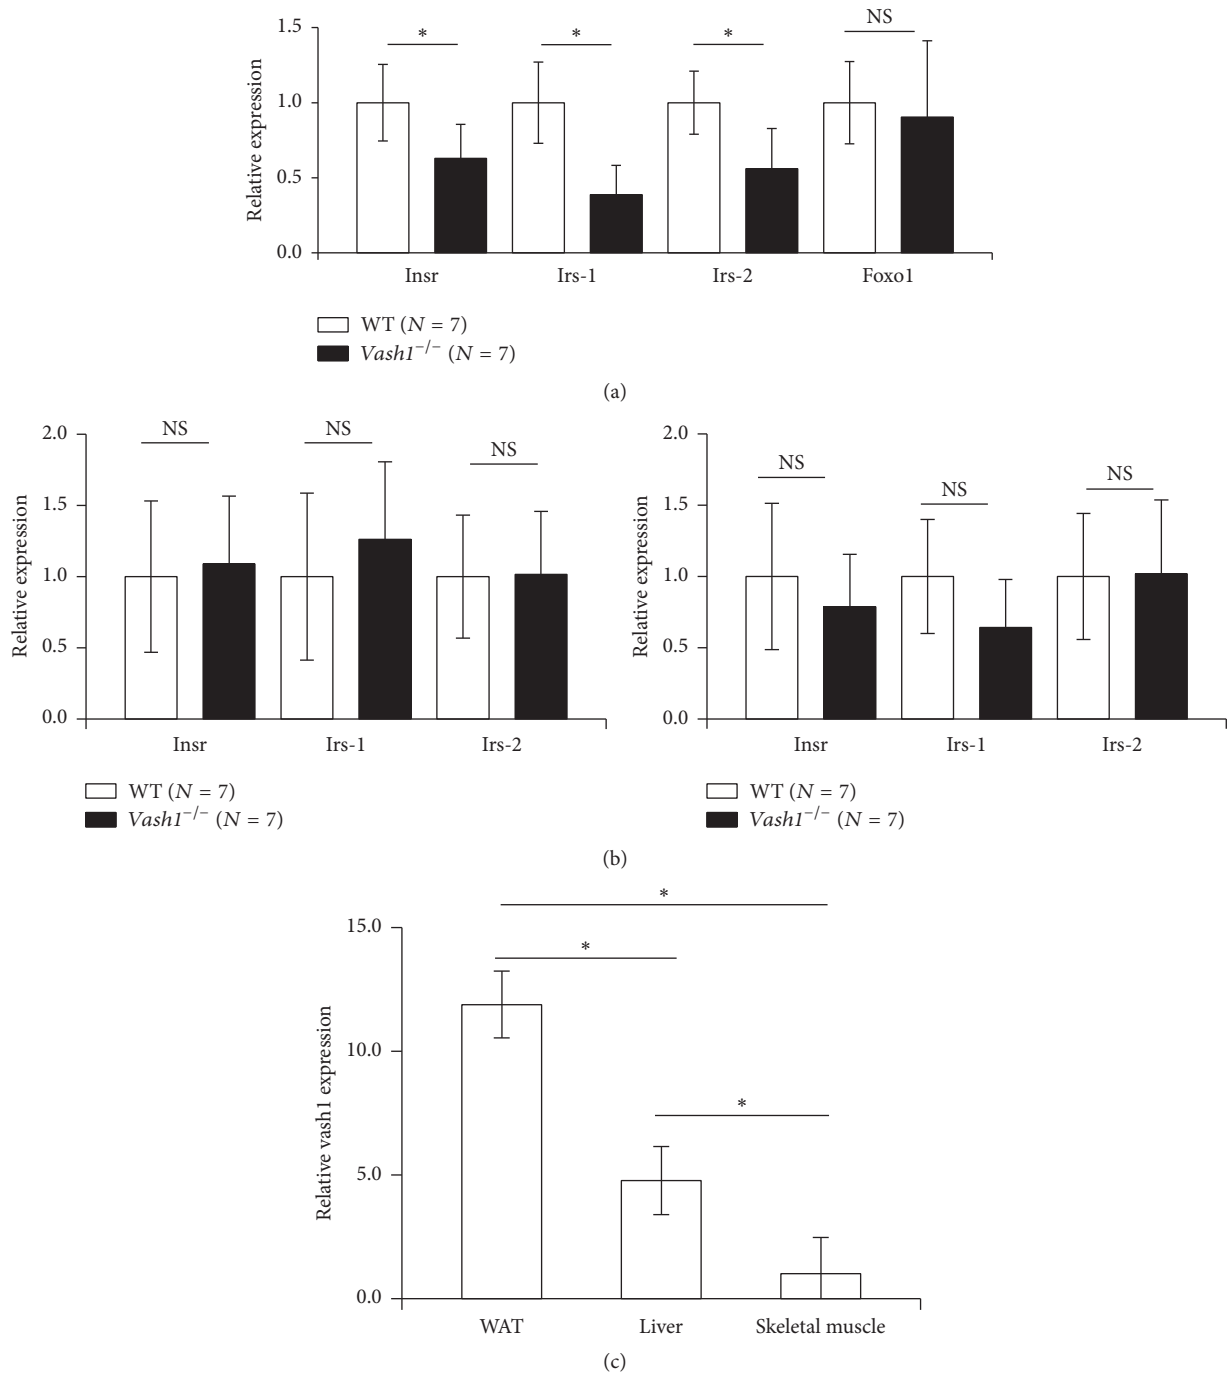 Relative expression
1.5
1.0
0.5
0.0
*
*
*
NS
Insr
Irs-1
Irs-2
Foxo1
WT (N = 7)
Vash1−/− (N = 7)
(a)
Relative expression
2.0
1.5
1.0
0.5
0.0
NS
NS
NS
Insr
Irs-1
Irs-2
WT (N = 7)
Vash1−/− (N = 7)
Relative expression
2.0
1.5
1.0
0.5
0.0
NS
NS
NS
Insr
Irs-1
Irs-2
WT (N = 7)
Vash1−/− (N = 7)
(b)
Relative vash1 expression
15.0
10.0
5.0
0.0
*
*
*
WAT
Liver
Skeletal muscle
(c)